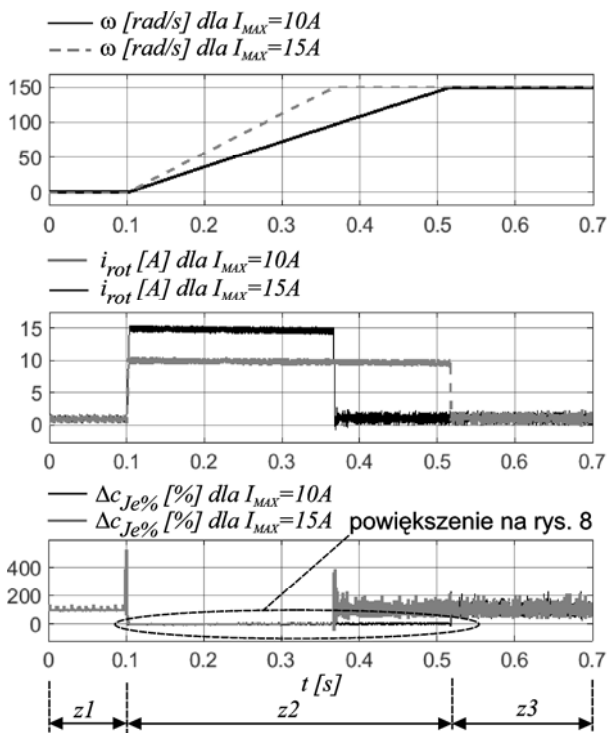 ω [rad/s] dla I_MAX=10A
ω [rad/s] dla I_MAX=15A
150
100
50
0
0 0.1 0.2 0.3 0.4 0.5 0.6 0.7
i_rot [A] dla I_MAX=10A
i_rot [A] dla I_MAX=15A
15
10
5
0
0 0.1 0.2 0.3 0.4 0.5 0.6 0.7
Δc_Je% [%] dla I_MAX=10A
Δc_Je% [%] dla I_MAX=15A
powiększenie na rys. 8
400
200
0
0 0.1 0.2 0.3 0.4 0.5 0.6 0.7
t [s]
z1 z2 z3